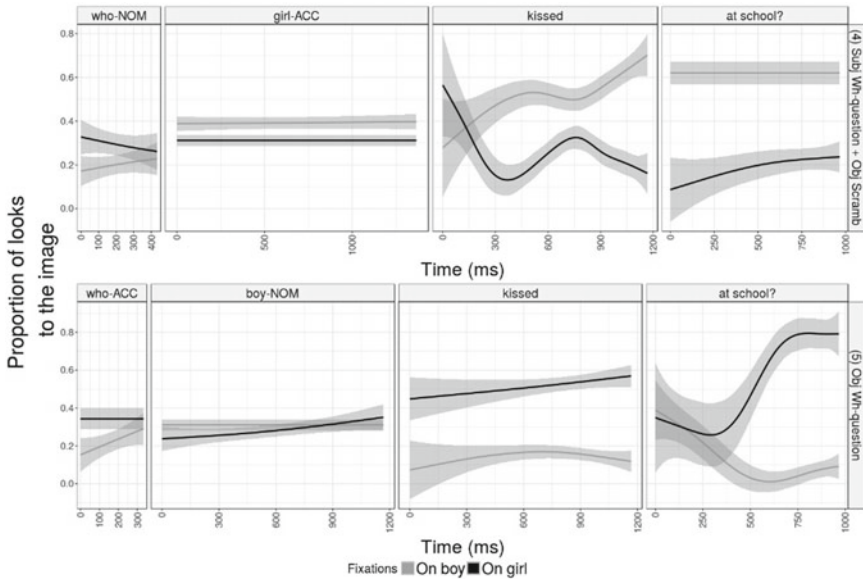 who-NOM girl-ACC kissed at school?
0.8
0.6
0.4
0.2
0.0
0 100 200 300 400 0 500 1000 0 300 600 900 1200 0 250 500 750 1000
Time (ms)
(4) Subj Wh-question + Obj Scramb
Proportion of looks
to the image
who-ACC boy-NOM kissed at school?
0.8
0.6
0.4
0.2
0.0
0 100 200 300 0 300 600 900 1200 0 300 600 900 1200 0 250 500 750 1000
Time (ms)
(5) Obj Wh-question
Fixations On boy On girl